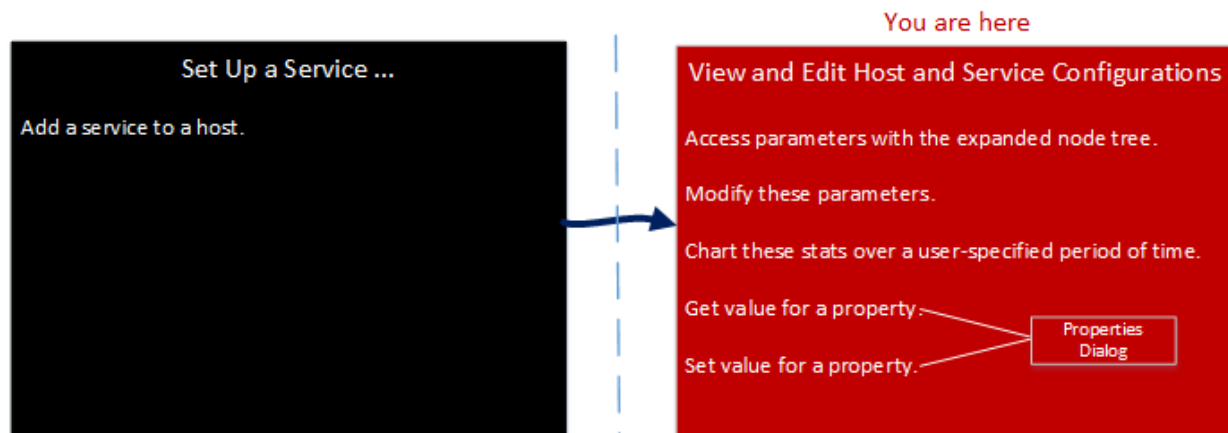 You are here
Set Up a Service ...
Add a service to a host.
View and Edit Host and Service Configurations
Access parameters with the expanded node tree.
Modify these parameters.
Chart these stats over a user-specified period of time.
Get value for a property.
Set value for a property.
Properties
Dialog